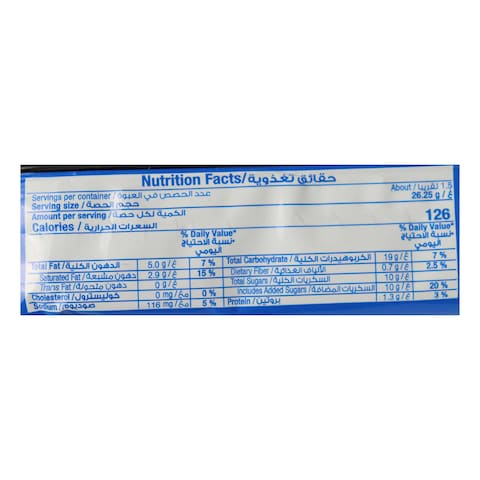 Nutrition Facts/حقائق تغذوية
Servings per container / عدد الحصص في العبوة About / تقريبا 1.5
Serving size / حجم الحصة 26.25 g / غ
Amount per serving / الكمية لكل حصة
Calories / السعرات الحرارية 126
% Daily Value* % Daily Value*
نسبة الاحتياج* نسبة الاحتياج*
اليومي اليومي
Total Fat / الدهون الكلية 5.0 g / غ 7 % Total Carbohydrate / الكربوهيدرات الكلية 19 g / غ 7 %
Saturated Fat / دهون مشبعة 2.9 g / غ 15 % Dietary Fiber / الألياف الغذائية 0.7 g / غ 2.5 %
Trans Fat / دهون متحولة 0 g / غ Total Sugars / السكريات الكلية 10 g / غ
Cholesterol / كوليسترول 0 mg / مغ 0 % Includes Added Sugars / السكريات المضافة 10 g / غ 20 %
Sodium / صوديوم 116 mg / مغ 5 % Protein / بروتين 1.3 g / غ 3 %